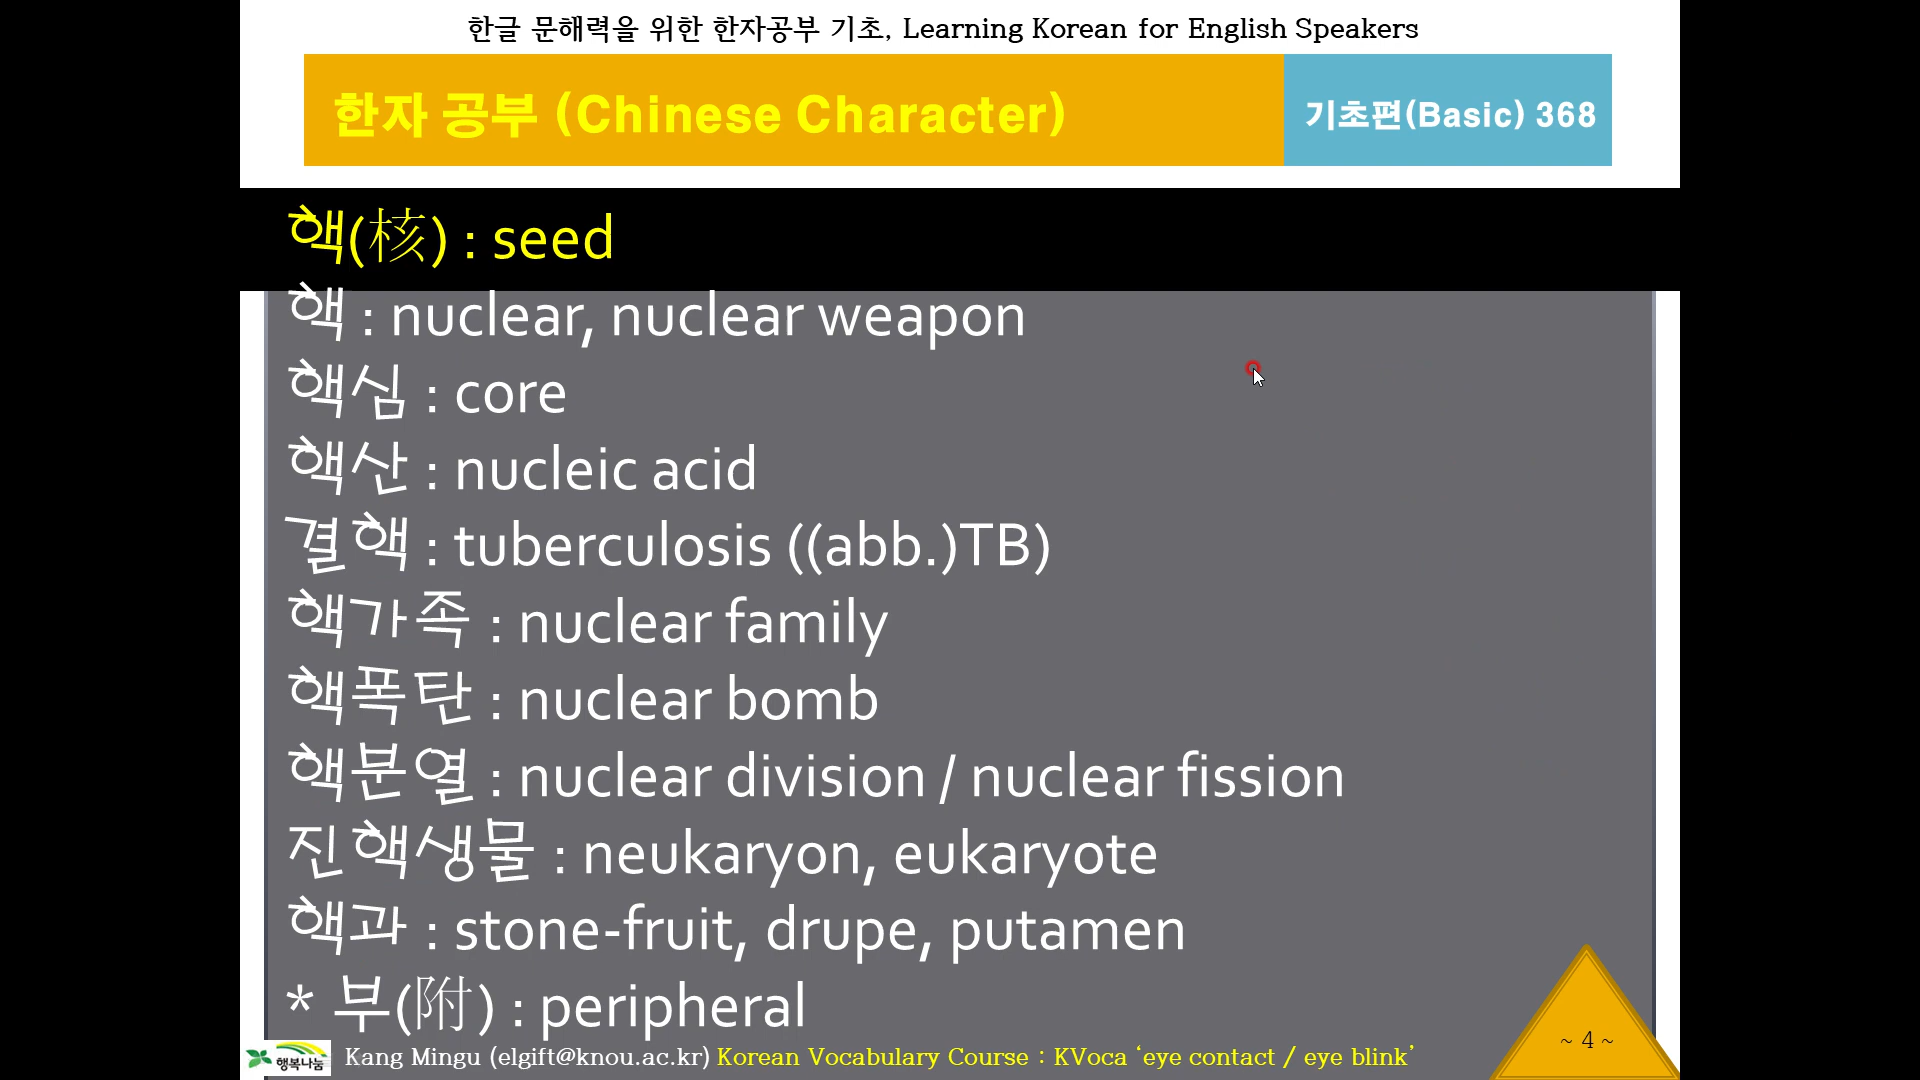 한글 문해력을 위한 한자공부 기초, Learning Korean for English Speakers
한자 공부 (Chinese Character)
기초편(Basic) 368
핵(核) : seed
핵 : nuclear, nuclear weapon
핵심 : core
핵산 : nucleic acid
결핵 : tuberculosis ((abb.)TB)
핵가족 : nuclear family
핵폭탄 : nuclear bomb
핵분열 : nuclear division / nuclear fission
진핵생물 : neukaryon, eukaryote
핵과 : stone-fruit, drupe, putamen
* 부(附) : peripheral
~ 4 ~
행복나눔
Kang Mingu (elgift@knou.ac.kr) Korean Vocabulary Course : KVoca ‘eye contact / eye blink’